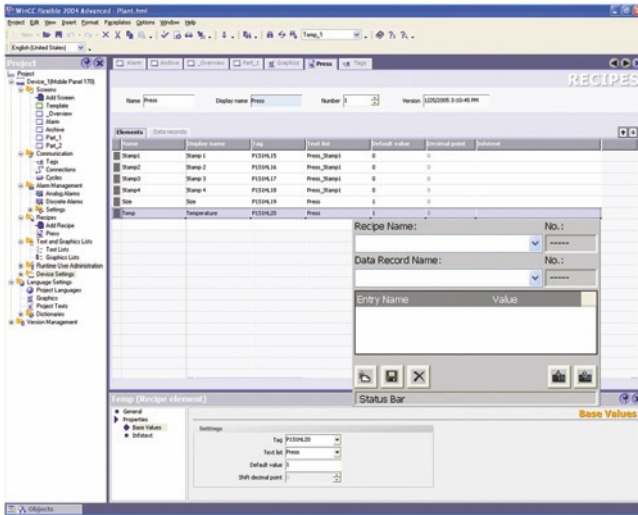 WinCC flexible 2004 Advanced - Plant.hmi
Project Edit View Insert Format Faceplates Options Window Help
New
Temp_1
English (United States)
Project
Alarm Archive _Overview Part_1 Graphics Press Tags
RECIPES
Project
Device_1(Mobile Panel 170)
Screens
Add Screen
Template
_Overview
Alarm
Archive
Part_1
Part_2
Communication
Tags
Connections
Cycles
Alarm Management
Analog Alarms
Discrete Alarms
Settings
Recipes
Add Recipe
Press
Text and Graphics Lists
Text Lists
Graphics Lists
Runtime User Administration
Device Settings
Language Settings
Project Languages
Graphics
Project Texts
Dictionaries
Version Management
Name Press Display name Press Number 1 Version 1/25/2005 3:10:45 PM
Elements Data records
Name Display name Tag Text list Default value Decimal point Infotext
Stamp1 Stamp 1 Press_Stamp1 0 0
Stamp2 Stamp 2 Press_Stamp1 0 0
Stamp3 Stamp 3 Press_Stamp1 0 0
Stamp4 Stamp 4 Press_Stamp1 0 0
Size Size Press 1 0
Temp Temperature Press 1 0
Recipe Name: No.:
-----
Data Record Name: No.:
-----
Entry Name Value
Status Bar
Temp (Recipe element)
General
Properties
Base Values
Infotext
Base Values
Settings
Tag
Text list Press
Default value 1
Shift decimal point
Objects